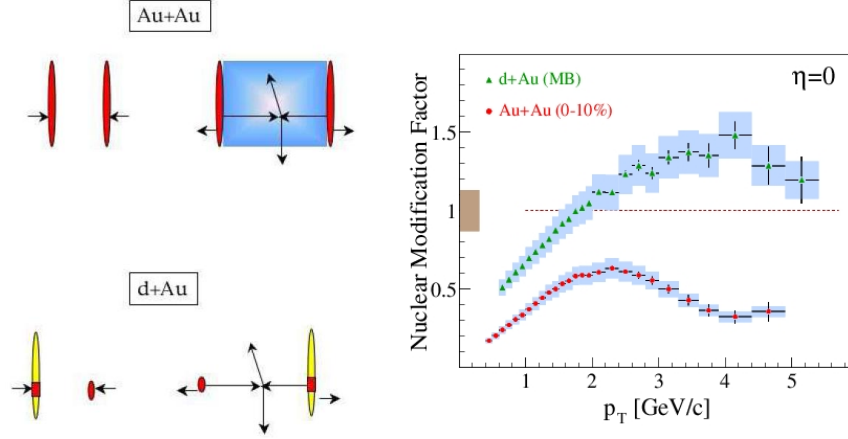 Au+Au
d+Au
Nuclear Modification Factor
1.5
1
0.5
d+Au (MB)
Au+Au (0-10%)
η=0
1 2 3 4 5
p_T [GeV/c]